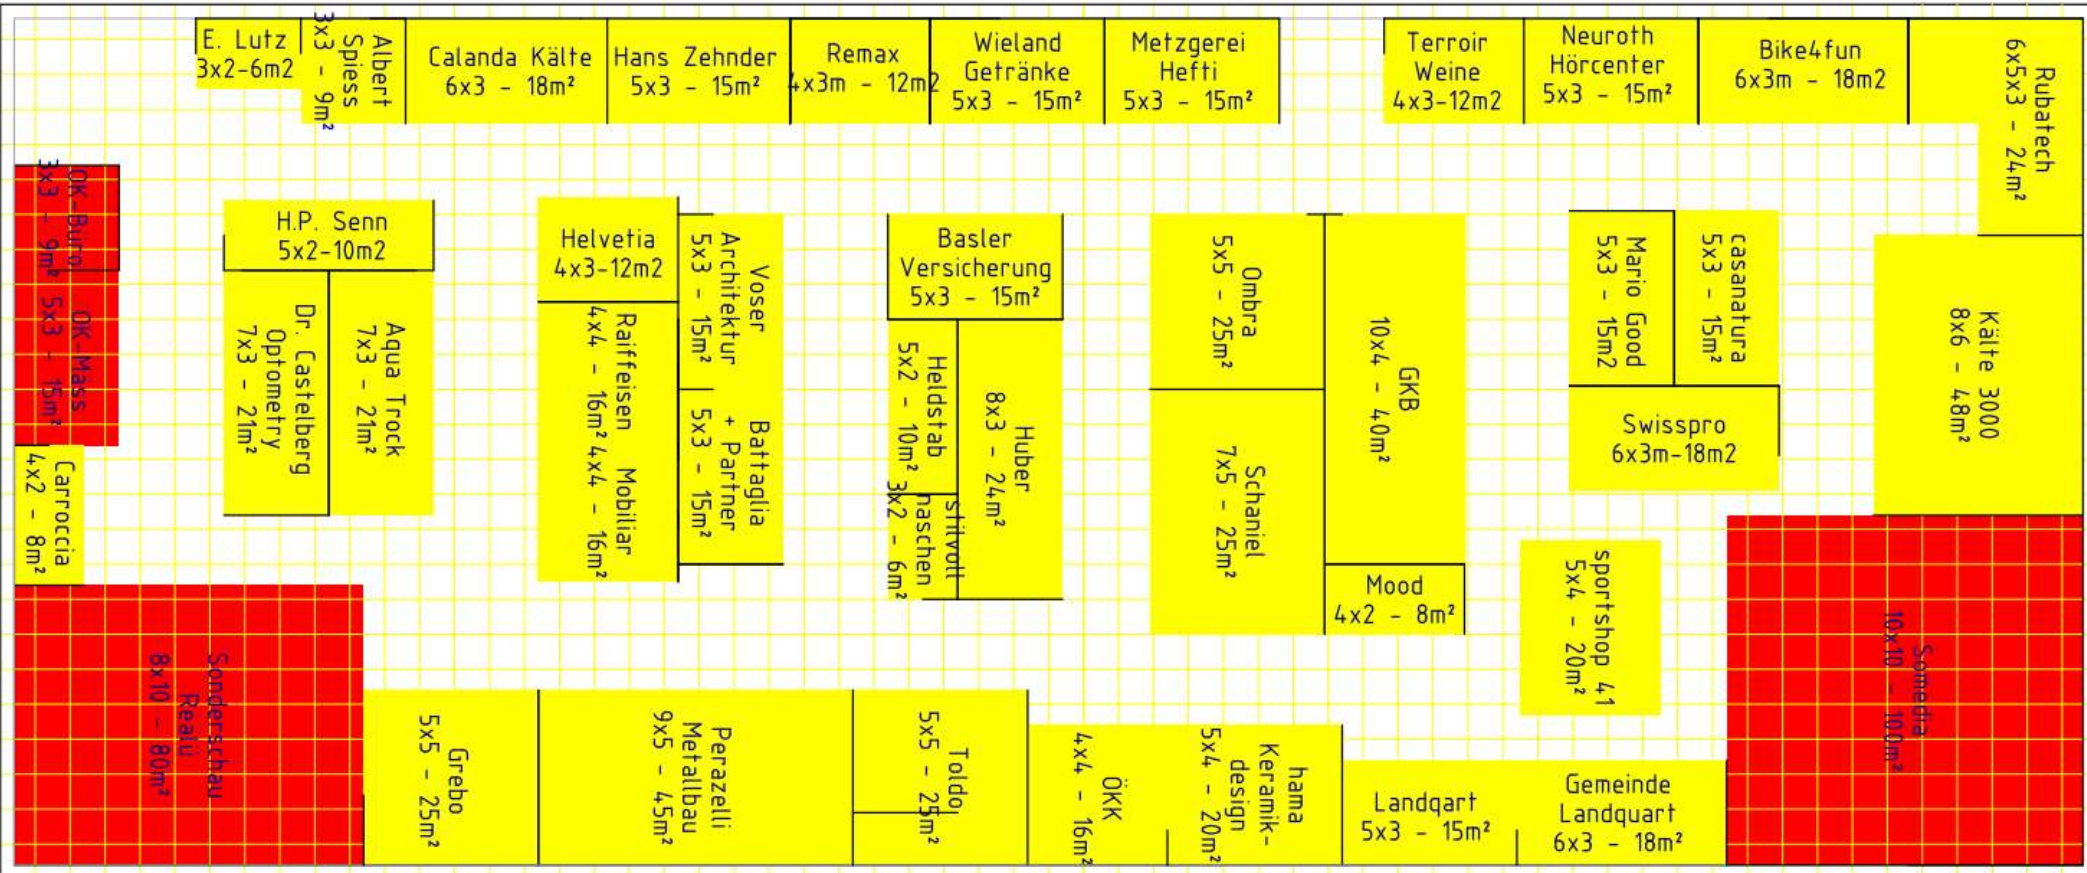 E. Lutz
3x2-6m2
Albert
Spiess
3x3 - 9m²
Calanda Kälte
6x3 - 18m²
Hans Zehnder
5x3 - 15m²
Remax
4x3m - 12m2
Wieland
Getränke
5x3 - 15m²
Metzgerei
Hefti
5x3 - 15m²
Terroir
Weine
4x3-12m2
Neuroth
Hörcenter
5x3 - 15m²
Bike4fun
6x3m - 18m2
Rubatech
6x5x3 - 24m²
OK-Büro
3x3 - 9m²
OK-Mäss
5x3 - 15m²
Carroccia
4x2 - 8m²
H.P. Senn
5x2-10m2
Dr. Castelberg
Optometry
7x3 - 21m²
Aqua Trock
7x3 - 21m²
Helvetia
4x3-12m2
Voser
Architektur
5x3 - 15m²
Raiffeisen
4x4 - 16m²
Mobiliar
4x4 - 16m²
Battaglia
+ Partner
5x3 - 15m²
Basler
Versicherung
5x3 - 15m²
Heldstab
5x2 - 10m²
Huber
8x3 - 24m²
stilvoll
naschen
3x2 - 6m²
Ombra
5x5 - 25m²
GKB
10x4 - 40m²
Schaniel
7x5 - 25m²
Mood
4x2 - 8m²
Mario Good
5x3 - 15m2
casanatura
5x3 - 15m²
Swisspro
6x3m-18m2
Kälte 3000
8x6 - 48m²
sportshop 41
5x4 - 20m²
Somedia
10x10 - 100m²
Sonderschau
Realü
8x10 - 80m²
Grebo
5x5 - 25m²
Perazelli
Metallbau
9x5 - 45m²
Toldo
5x5 - 25m²
ÖKK
4x4 - 16m²
hama
Keramik-
design
5x4 - 20m²
Landqart
5x3 - 15m²
Gemeinde
Landquart
6x3 - 18m²